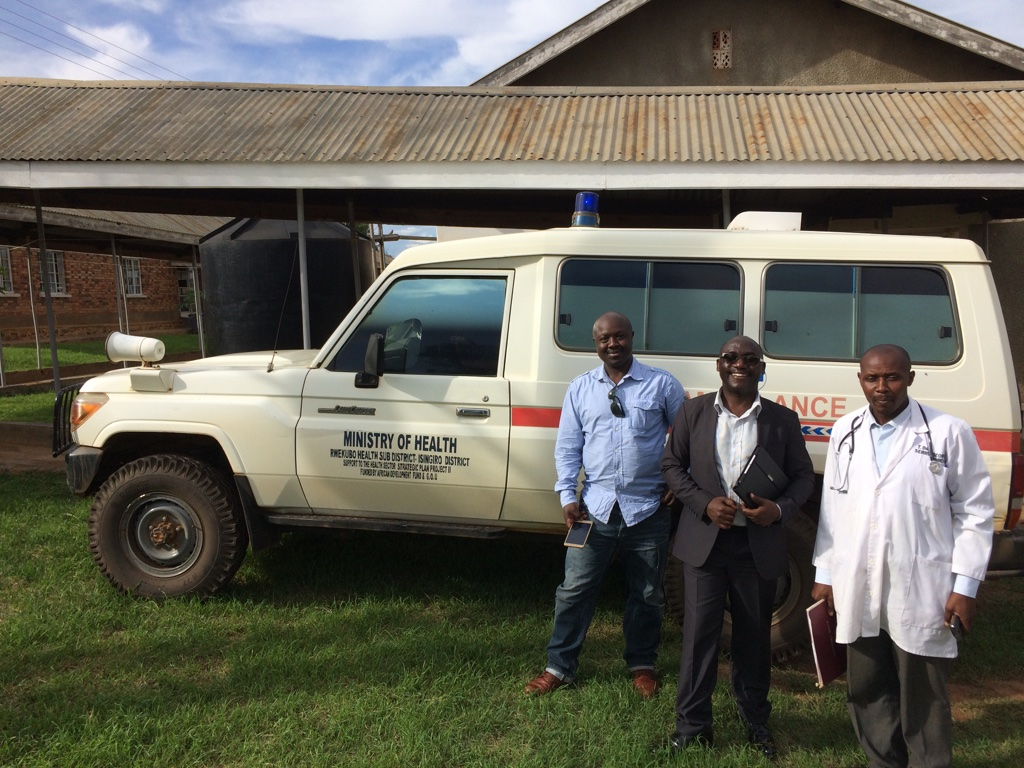 MINISTRY OF HEALTH
RWEKUBO HEALTH SUB DISTRICT- ISINGIRO DISTRICT
SUPPORT TO THE HEALTH SECTOR STRATEGIC PLAN PROJECT II
FUNDED BY AFRICAN DEVELOPMENT FUND & G.O.U
ANCE